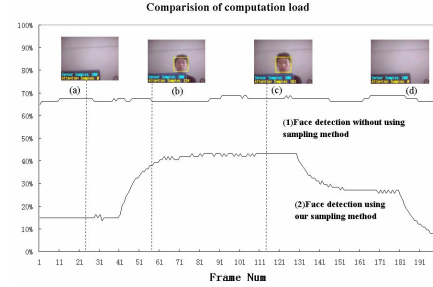 Comparision of computation load
100%
90%
80%
70%
60%
50%
40%
30%
20%
10%
0%
(a)
(b)
(c)
(d)
(1)Face detection without using
sampling method
(2)Face detection using
our sampling method
1 11 21 31 41 51 61 71 81 91 101 111 121 131 141 151 161 171 181 191
Frame Num